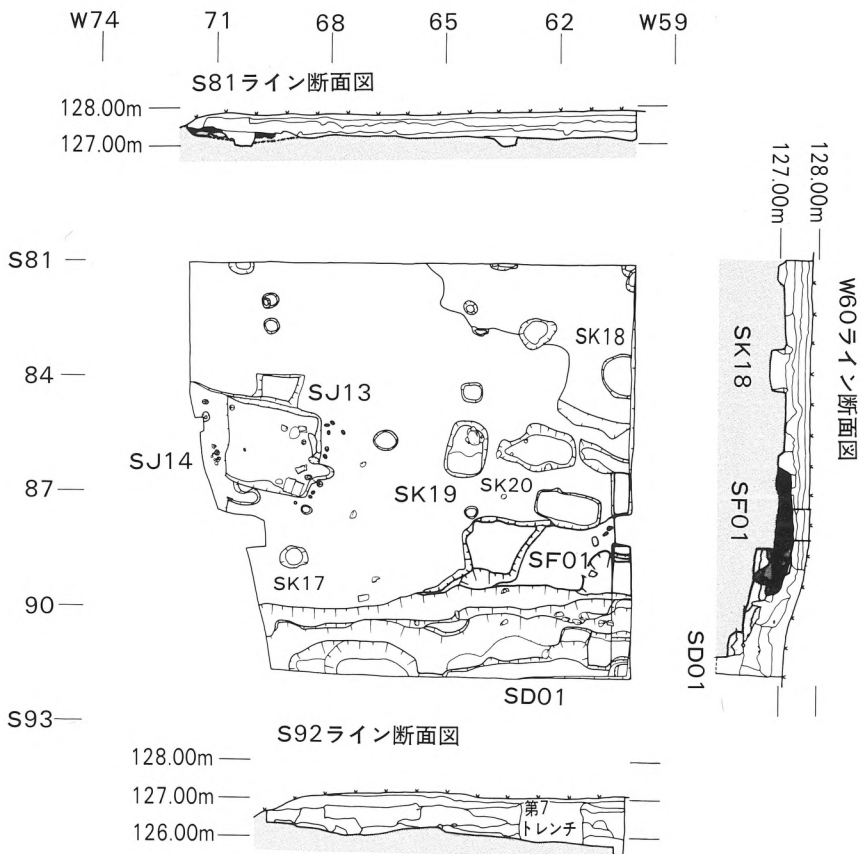 W74 71 68 65 62 W59
S81ライン断面図
128.00m
127.00m
127.00m
128.00m
S81
W60ライン断面図
SK18
SK18
84
SJ13
SJ14
87
SK19
SK20
SF01
SF01
SK17
90
SD01
SD01
S93
S92ライン断面図
128.00m
127.00m
126.00m
第7
トレンチ